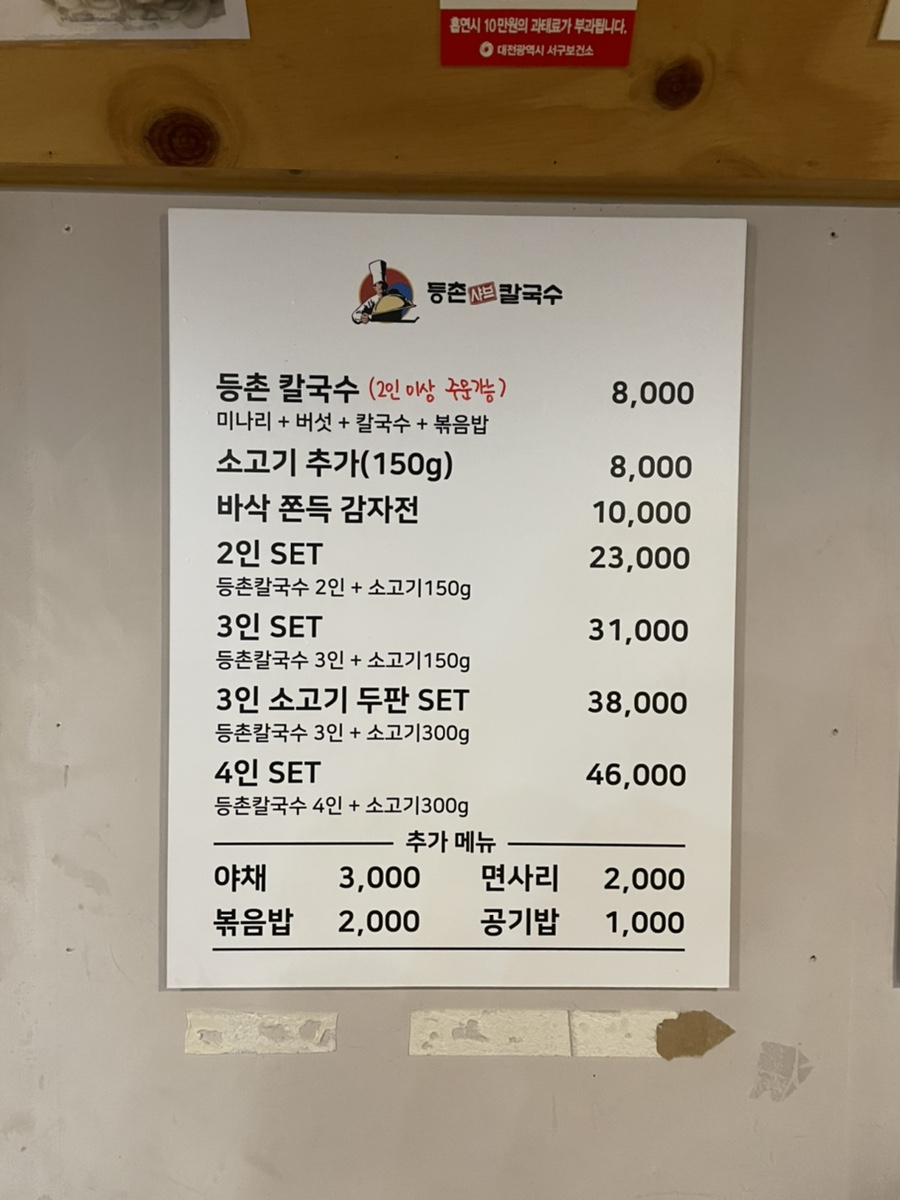 흡연시 10만원의 과태료가 부과됩니다.
대전광역시 서구보건소
등촌 샤브 칼국수
등촌 칼국수 (2인 이상 주문가능) 8,000
미나리 + 버섯 + 칼국수 + 볶음밥
소고기 추가(150g) 8,000
바삭 쫀득 감자전 10,000
2인 SET 23,000
등촌칼국수 2인 + 소고기150g
3인 SET 31,000
등촌칼국수 3인 + 소고기150g
3인 소고기 두판 SET 38,000
등촌칼국수 3인 + 소고기300g
4인 SET 46,000
등촌칼국수 4인 + 소고기300g
추가 메뉴
야채 3,000 면사리 2,000
볶음밥 2,000 공기밥 1,000